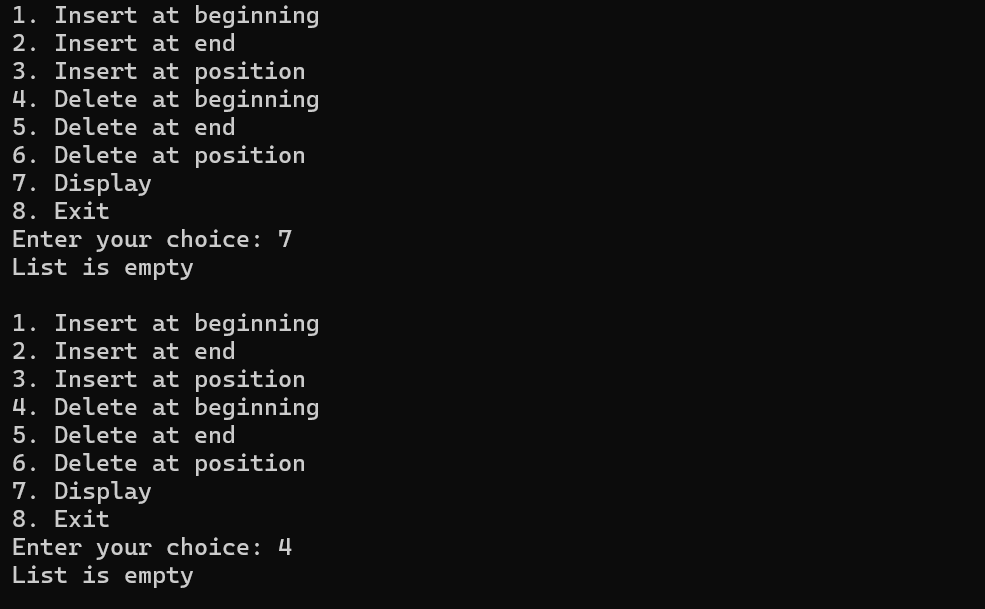 1. Insert at beginning
2. Insert at end
3. Insert at position
4. Delete at beginning
5. Delete at end
6. Delete at position
7. Display
8. Exit
Enter your choice: 7
List is empty

1. Insert at beginning
2. Insert at end
3. Insert at position
4. Delete at beginning
5. Delete at end
6. Delete at position
7. Display
8. Exit
Enter your choice: 4
List is empty